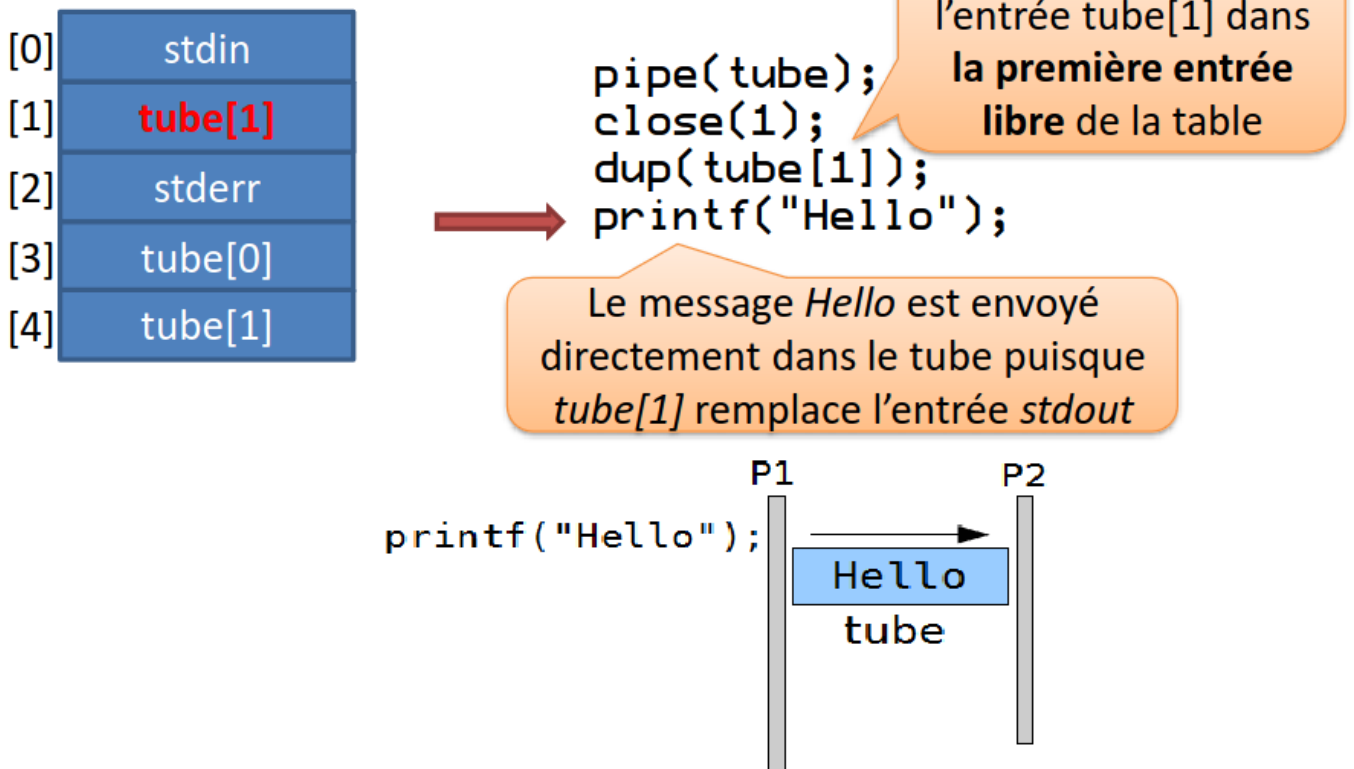 [0] stdin
[1] tube[1]
[2] stderr
[3] tube[0]
[4] tube[1]
l'entrée tube[1] dans
la première entrée
libre de la table
pipe(tube);
close(1);
dup(tube[1]);
printf("Hello");
Le message Hello est envoyé
directement dans le tube puisque
tube[1] remplace l'entrée stdout
P1 P2
printf("Hello");
Hello
tube